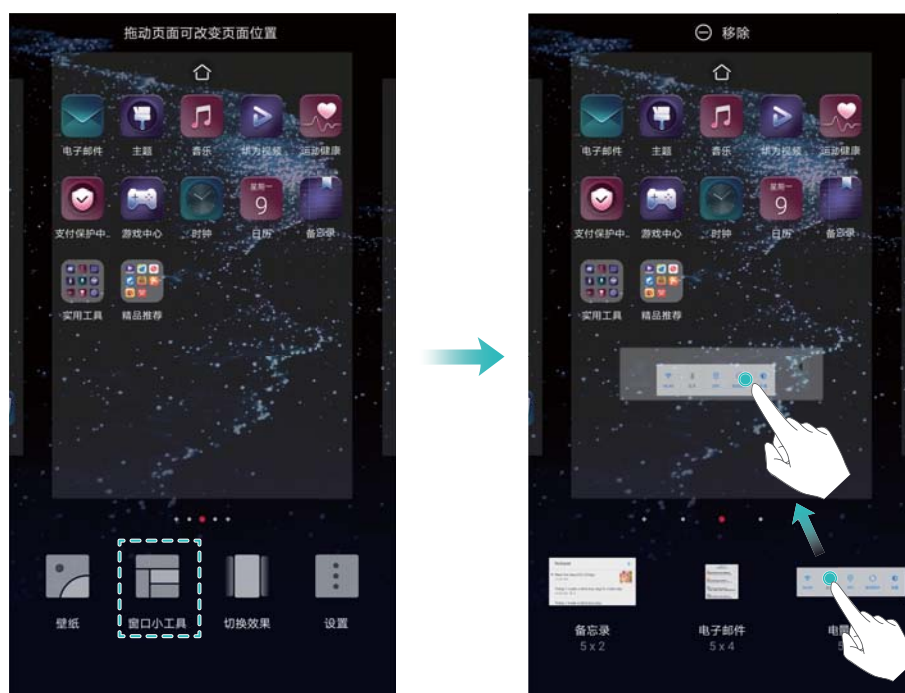 拖动页面可改变页面位置
电子邮件 主题 音乐 华为视频 运动健康
星期一
9
支付保护中.. 游戏中心 时钟 日历 备忘录
实用工具 精品推荐
壁纸 窗口小工具 切换效果 设置
移除
电子邮件 主题 音乐 华为视频 运动健康
星期一
9
支付保护中.. 游戏中心 时钟 日历 备忘录
实用工具 精品推荐
备忘录 电子邮件
5 x 2 5 x 4